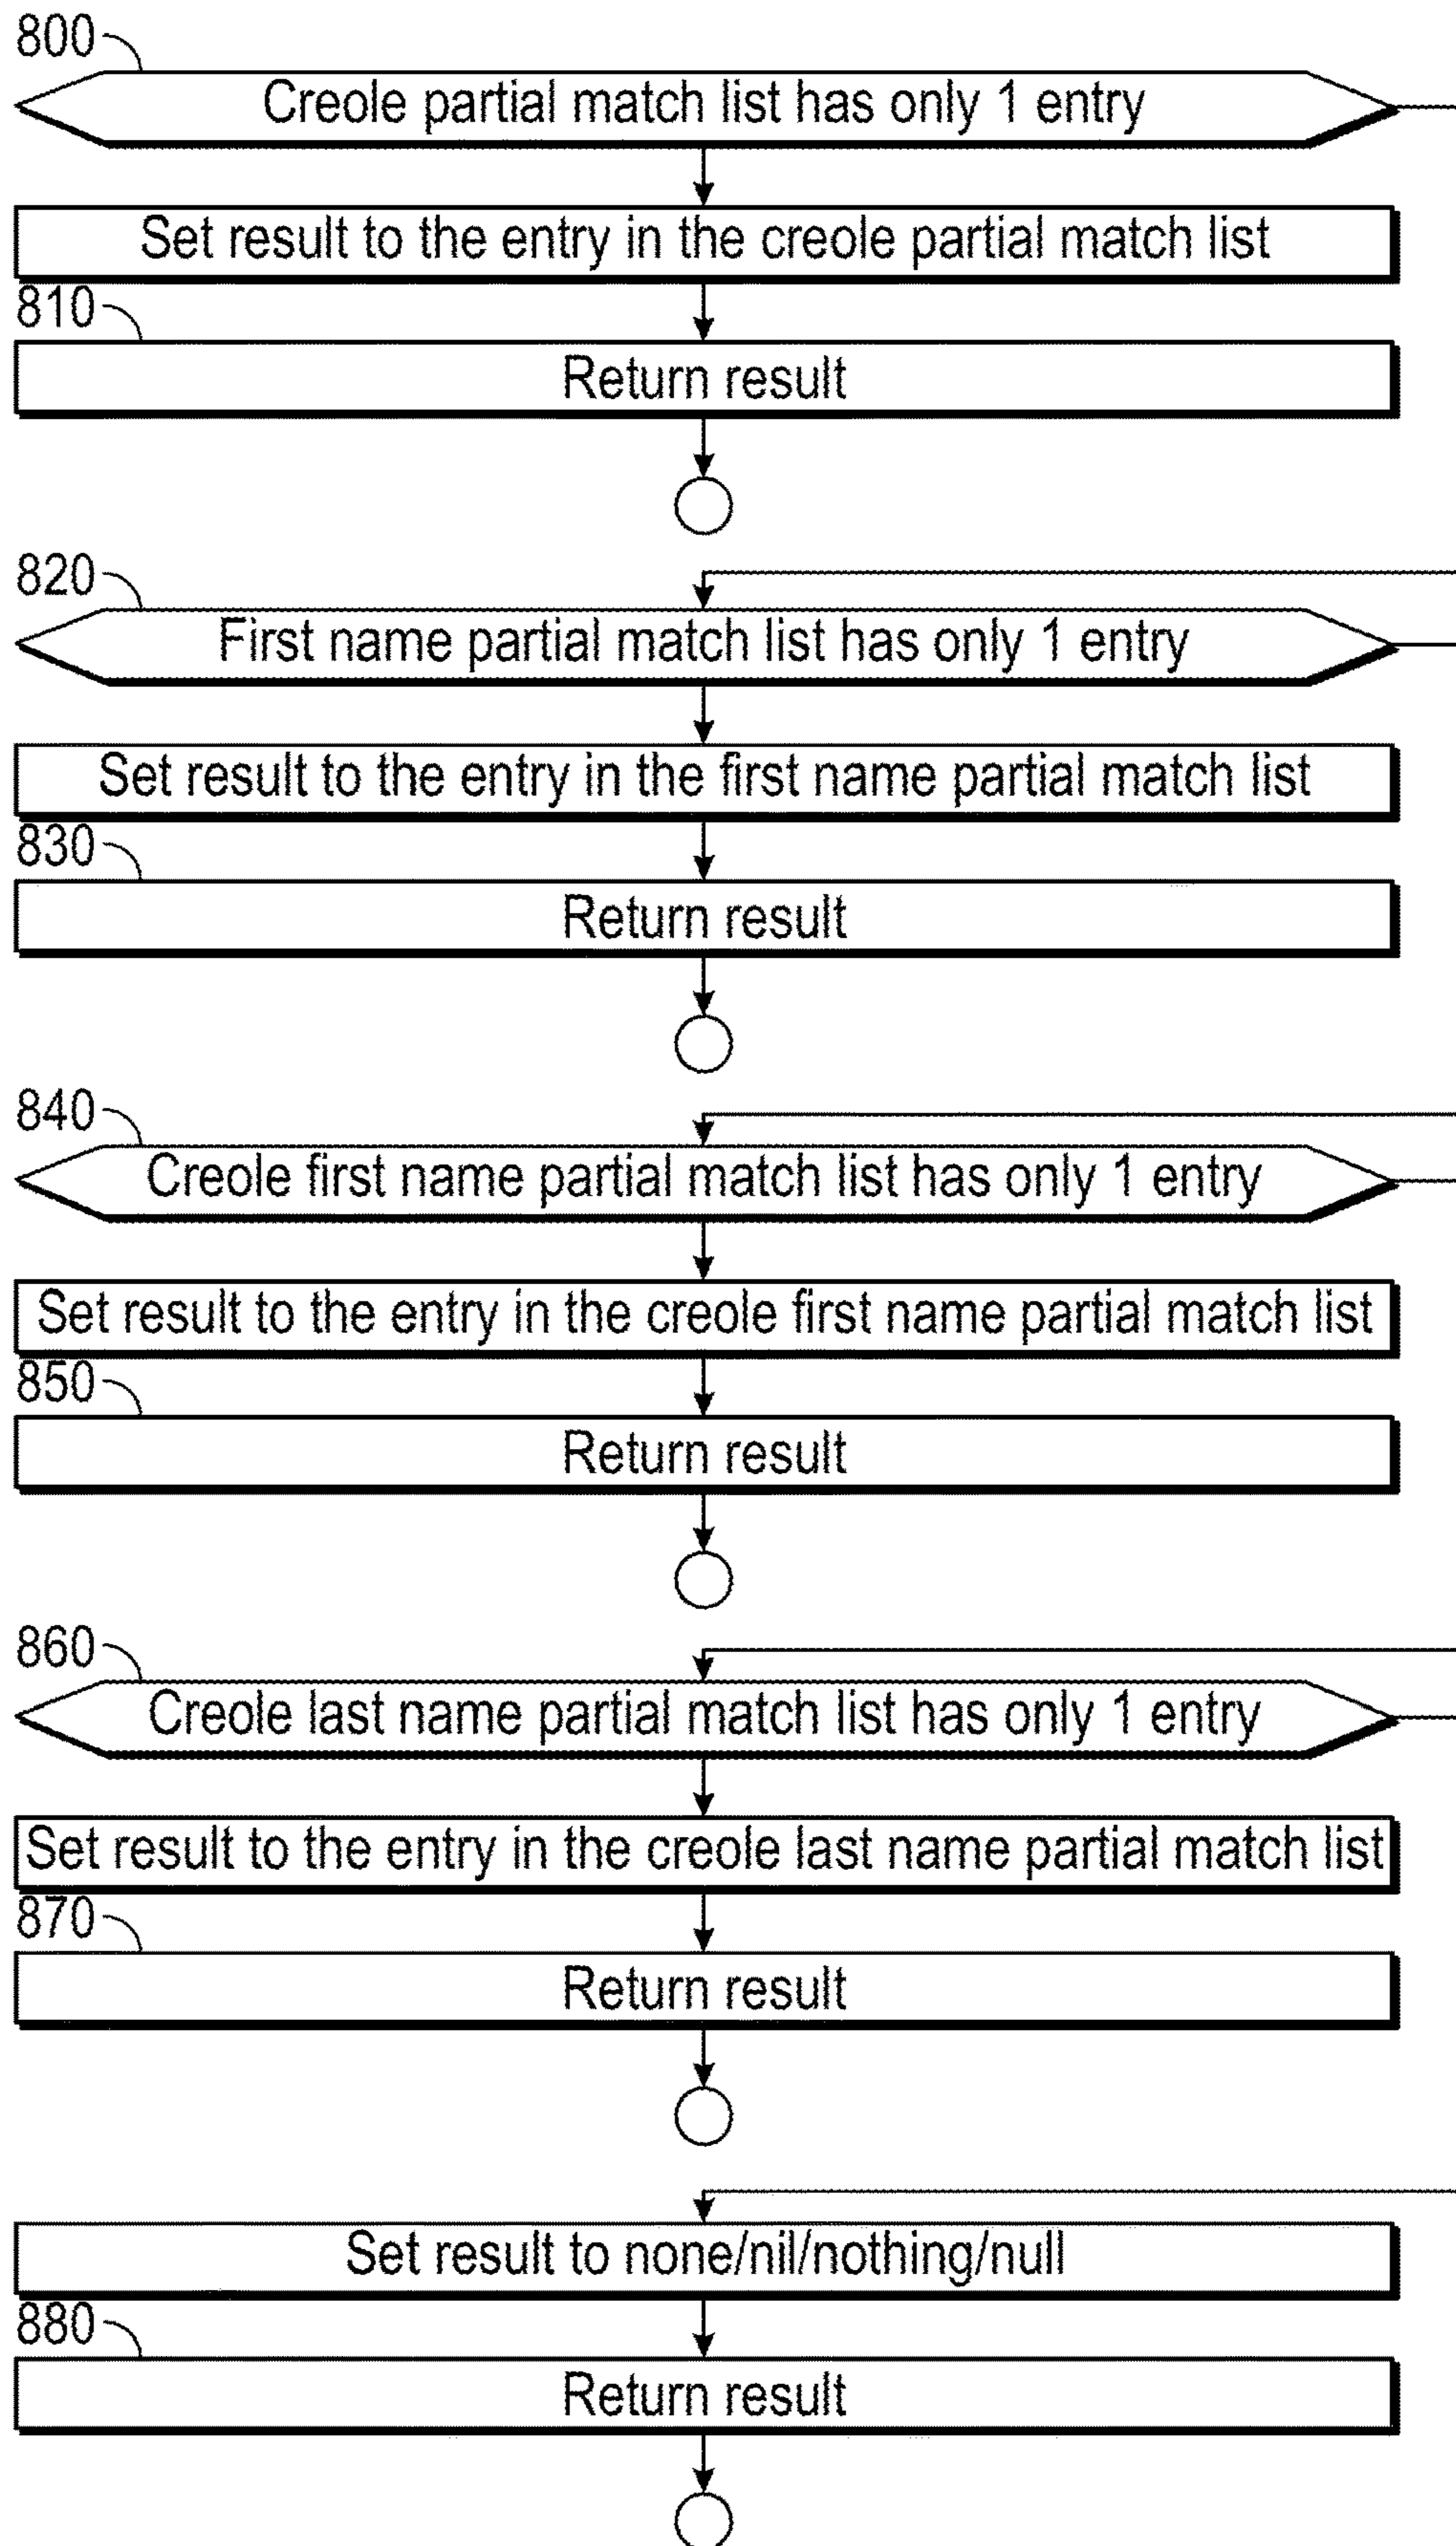 800
Creole partial match list has only 1 entry
Set result to the entry in the creole partial match list
810
Return result
820
First name partial match list has only 1 entry
Set result to the entry in the first name partial match list
830
Return result
840
Creole first name partial match list has only 1 entry
Set result to the entry in the creole first name partial match list
850
Return result
860
Creole last name partial match list has only 1 entry
Set result to the entry in the creole last name partial match list
870
Return result
Set result to none/nil/nothing/null
880
Return result